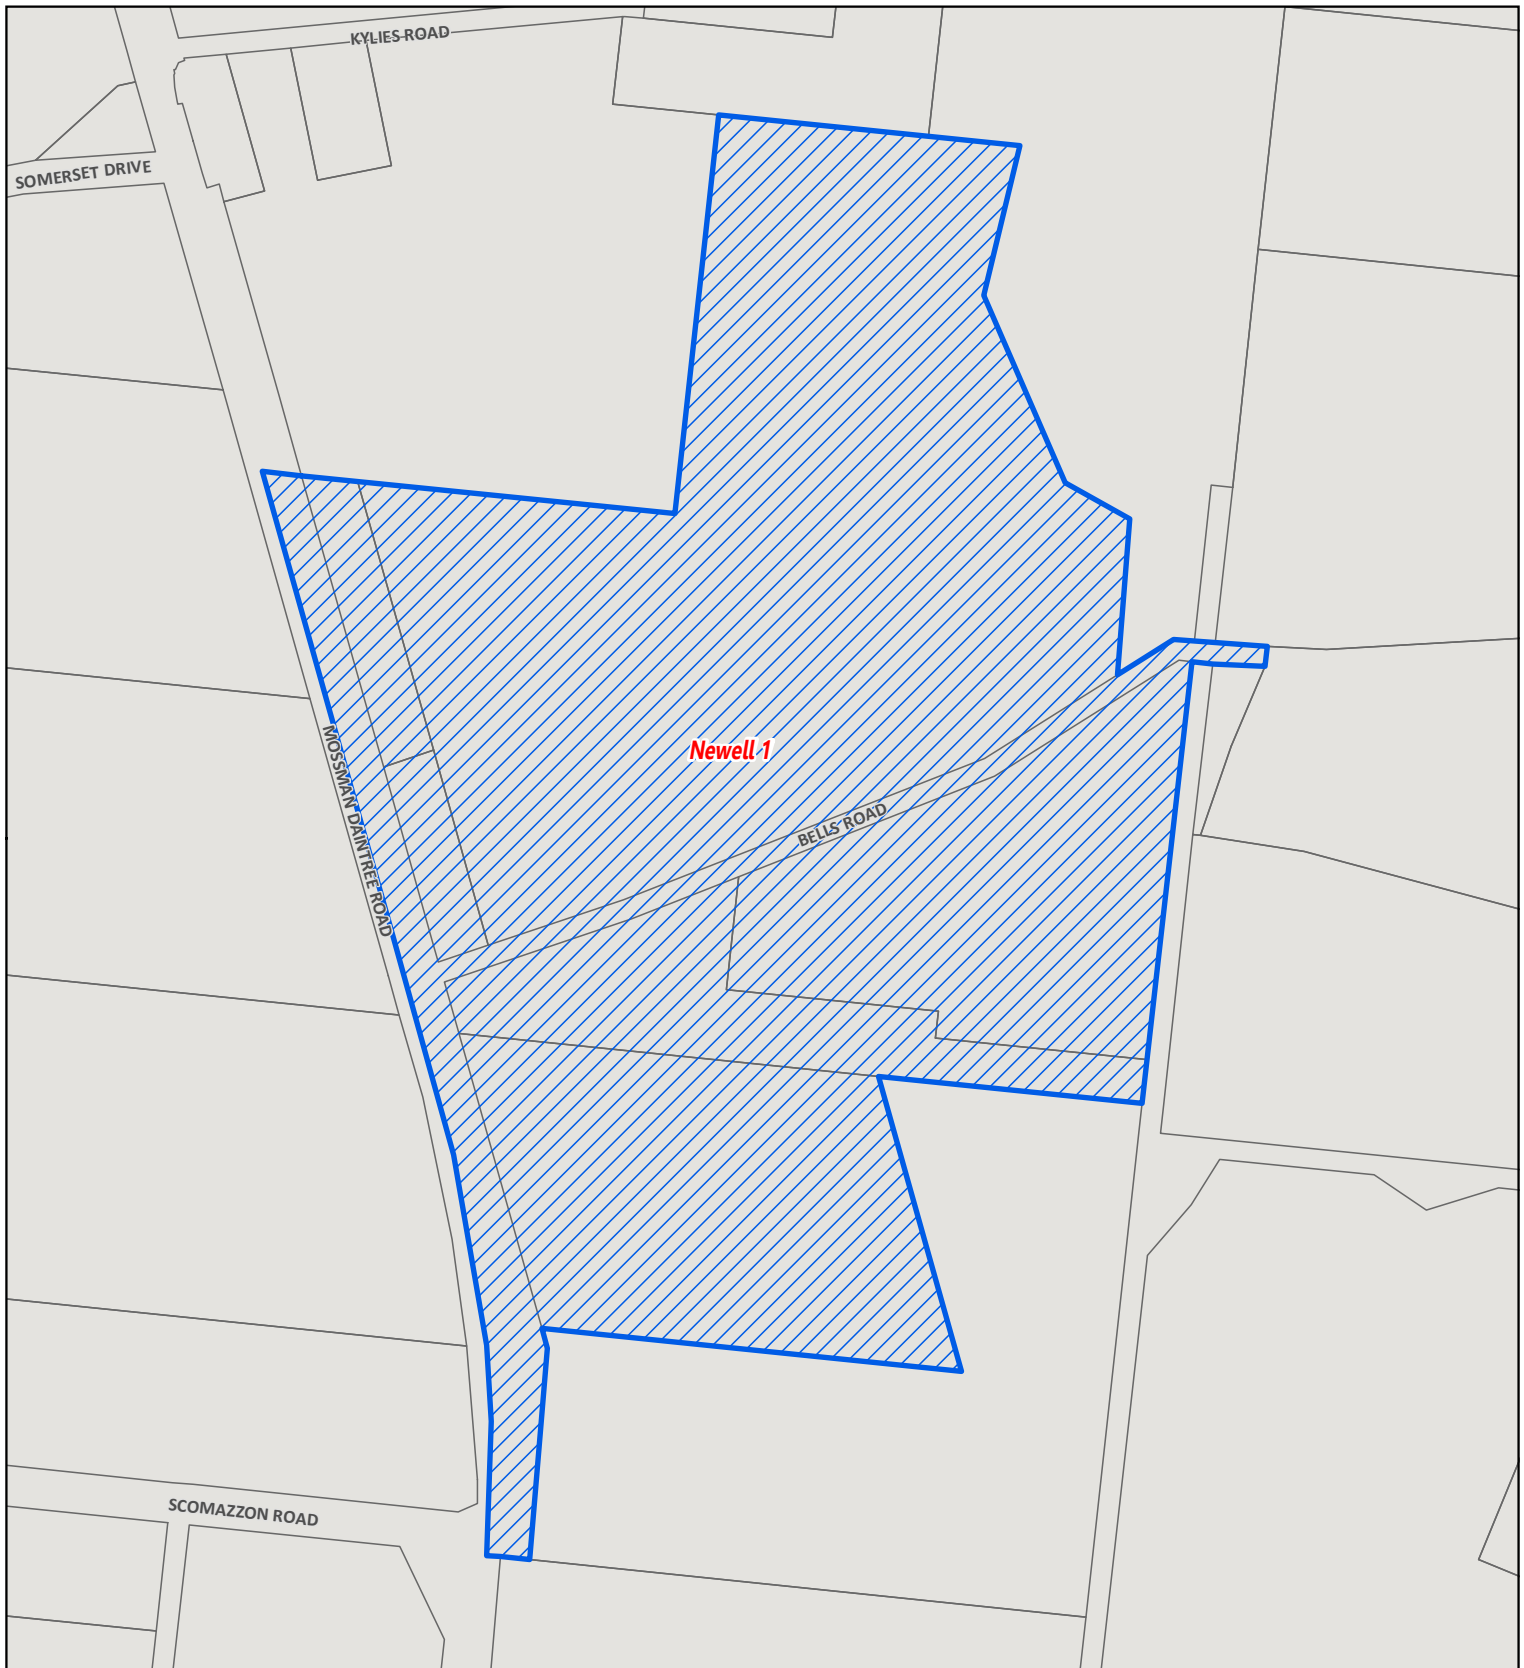 KYLIES ROAD
SOMERSET DRIVE
MOSSMAN DAINTREE ROAD
Newell 1
BELLS ROAD
SCOMAZZON ROAD